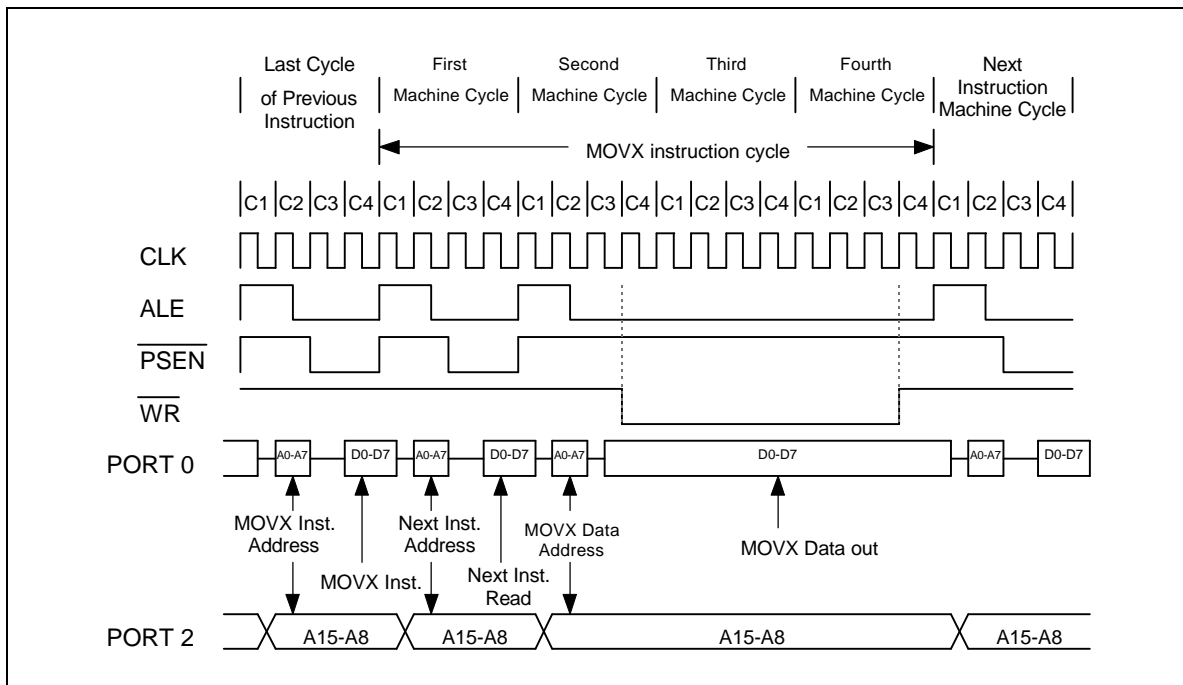 Last Cycle
of Previous
Instruction
First
Machine Cycle
Second
Machine Cycle
Third
Machine Cycle
Fourth
Machine Cycle
Next
Instruction
Machine Cycle
MOVX instruction cycle
C1 C2 C3 C4 C1 C2 C3 C4 C1 C2 C3 C4 C1 C2 C3 C4 C1 C2 C3 C4 C1 C2 C3 C4
CLK
ALE
PSEN
WR
PORT 0
A0-A7 D0-D7 A0-A7 D0-D7 A0-A7 D0-D7 A0-A7 D0-D7
MOVX Inst.
Address
MOVX Inst.
Next Inst.
Address
Next Inst.
Read
MOVX Data
Address
MOVX Data out
PORT 2
A15-A8 A15-A8 A15-A8 A15-A8